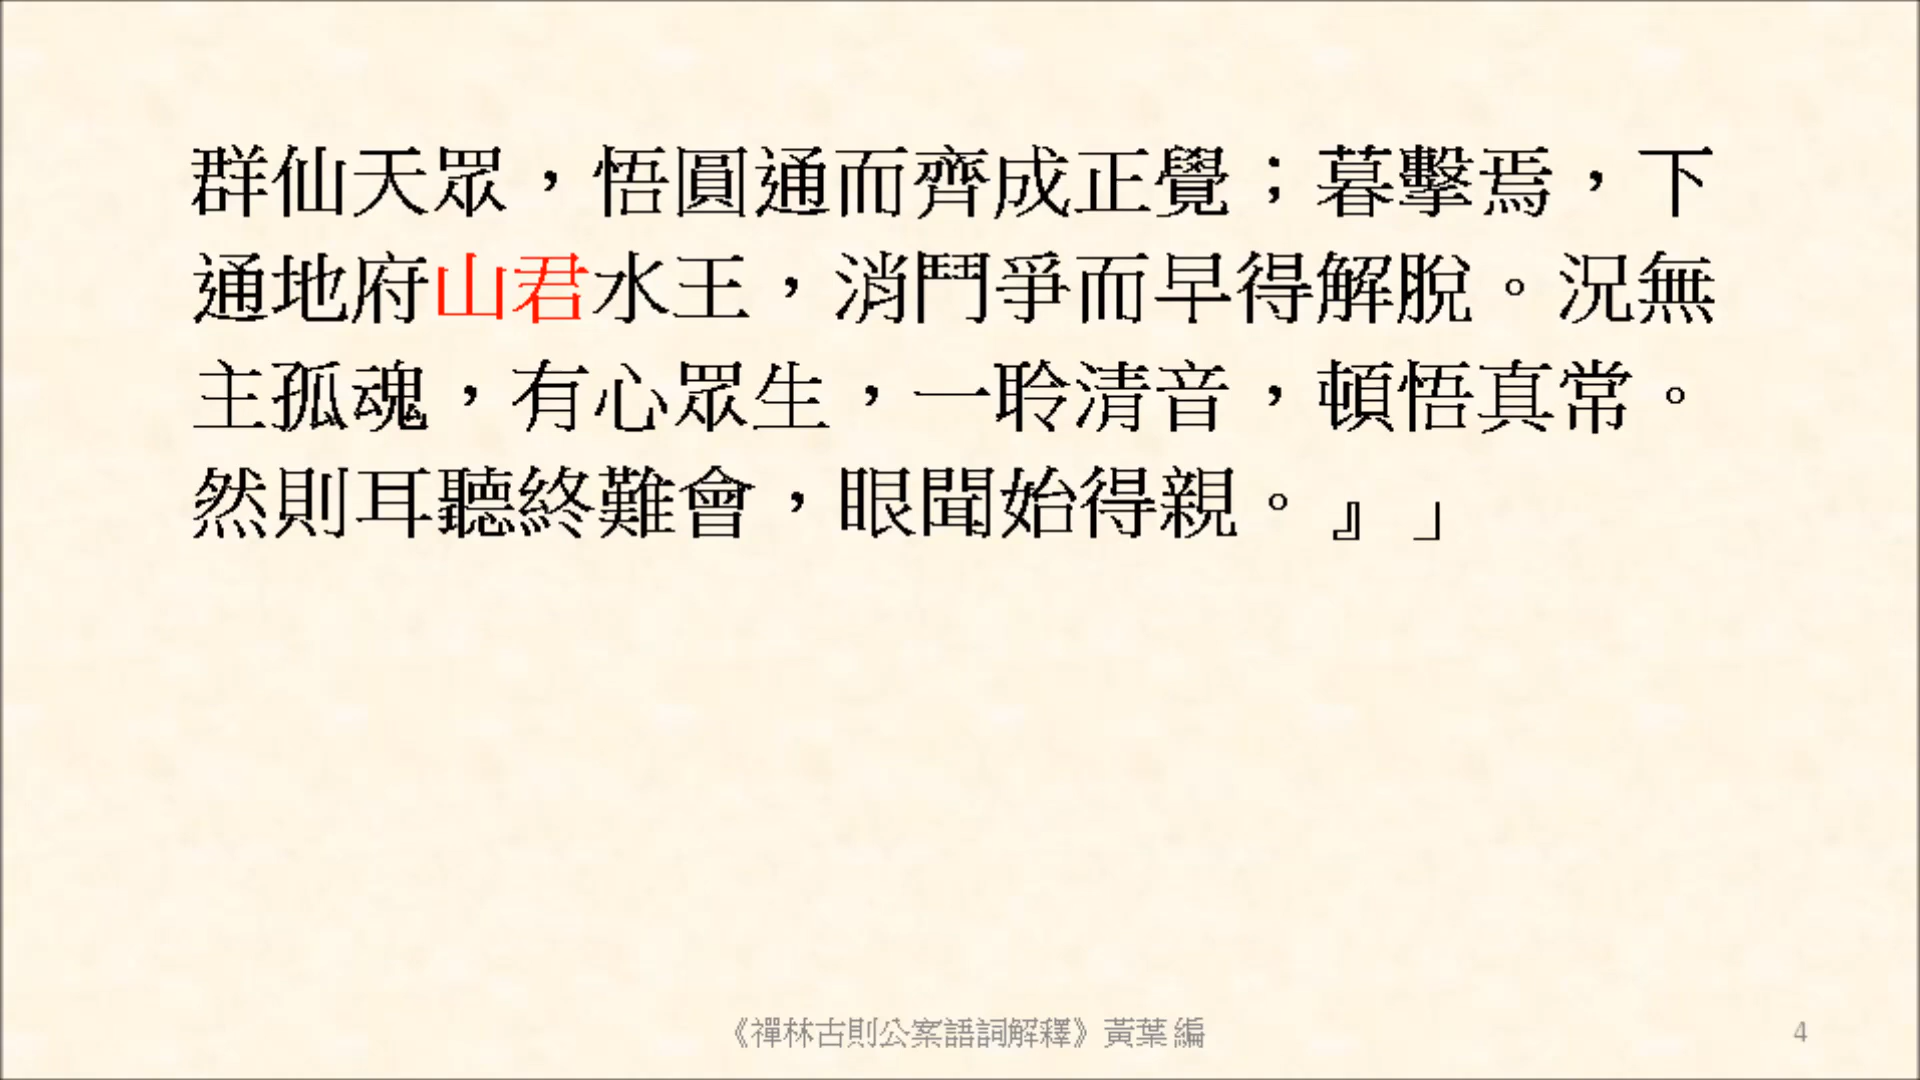 群仙天眾，悟圓通而齊成正覺；暮擊焉，下
通地府山君水王，消鬥爭而早得解脫。況無
主孤魂，有心眾生，一聆清音，頓悟真常。
然則耳聽終難會，眼聞始得親。』」
《禪林古則公案語詞解釋》黃葉 編
4